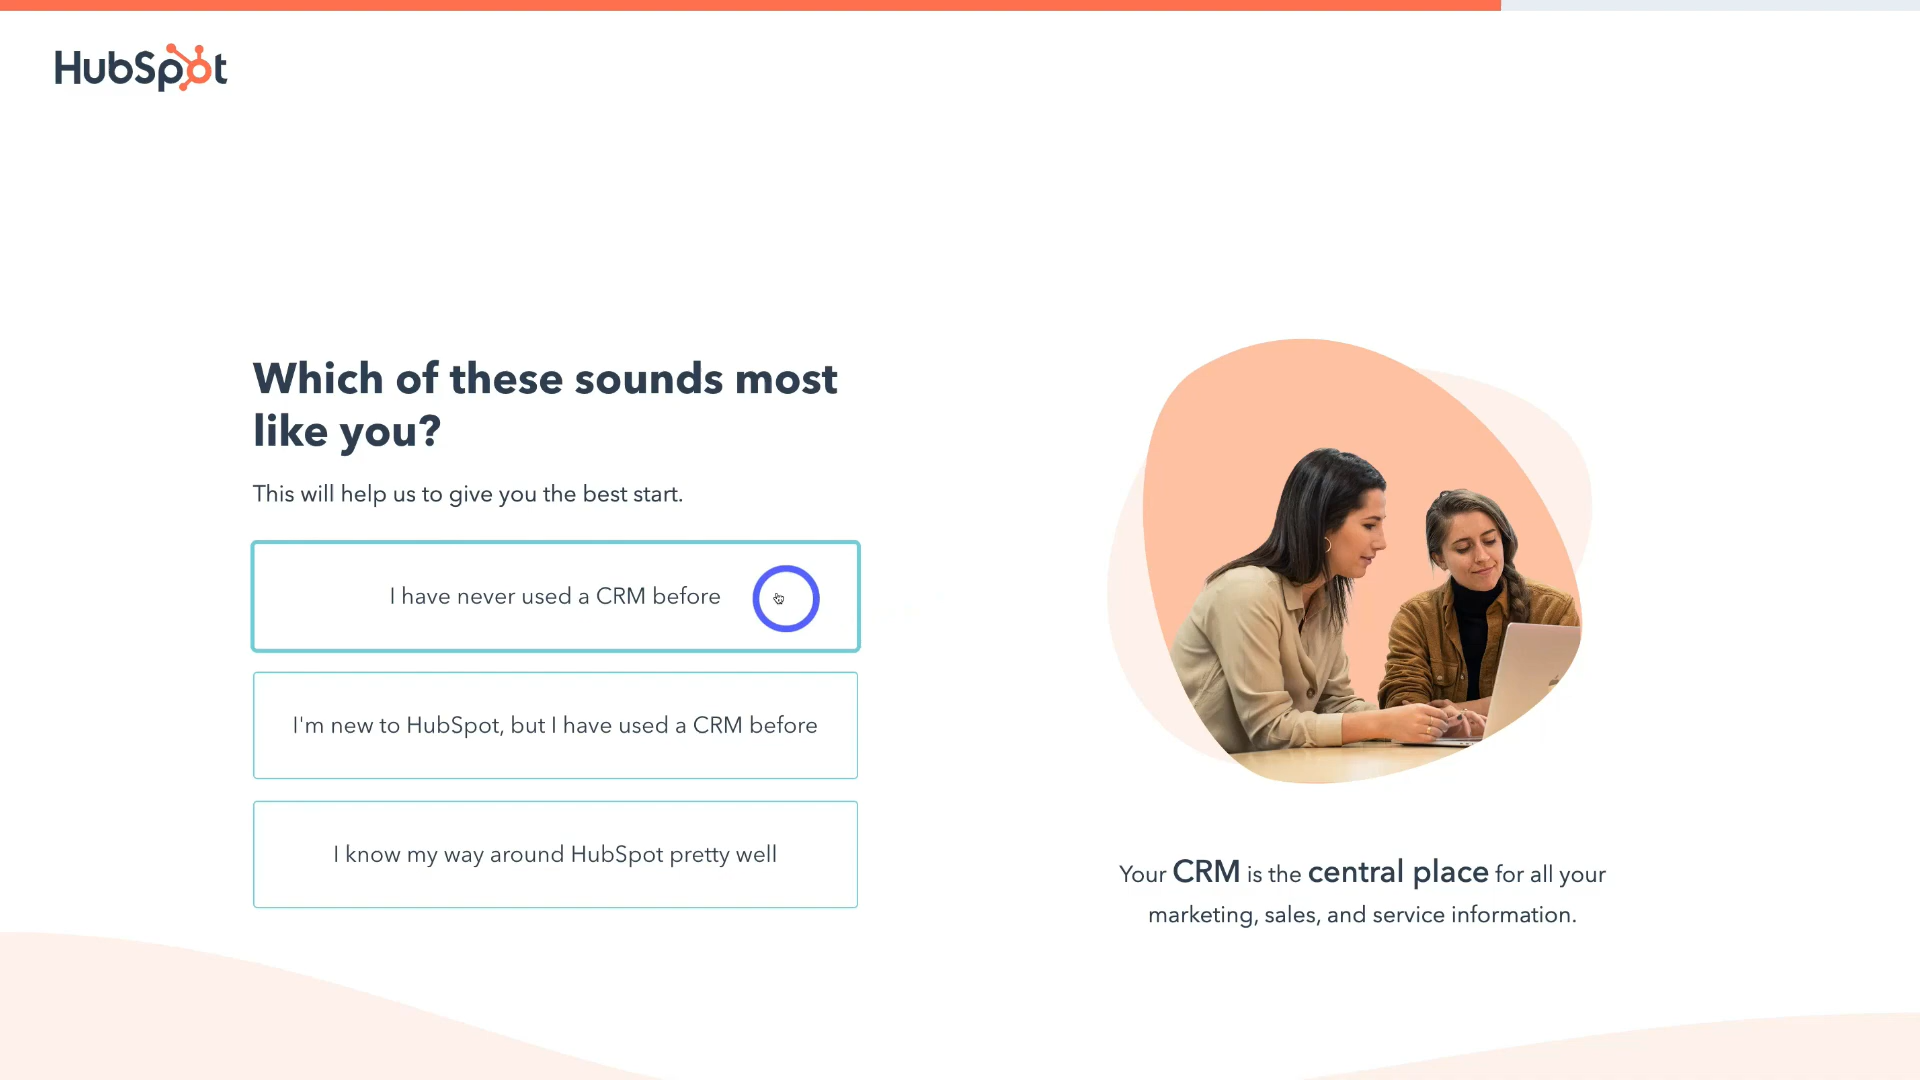 HubSpot
Which of these sounds most
like you?
This will help us to give you the best start.
I have never used a CRM before
I'm new to HubSpot, but I have used a CRM before
I know my way around HubSpot pretty well
Your CRM is the central place for all your
marketing, sales, and service information.